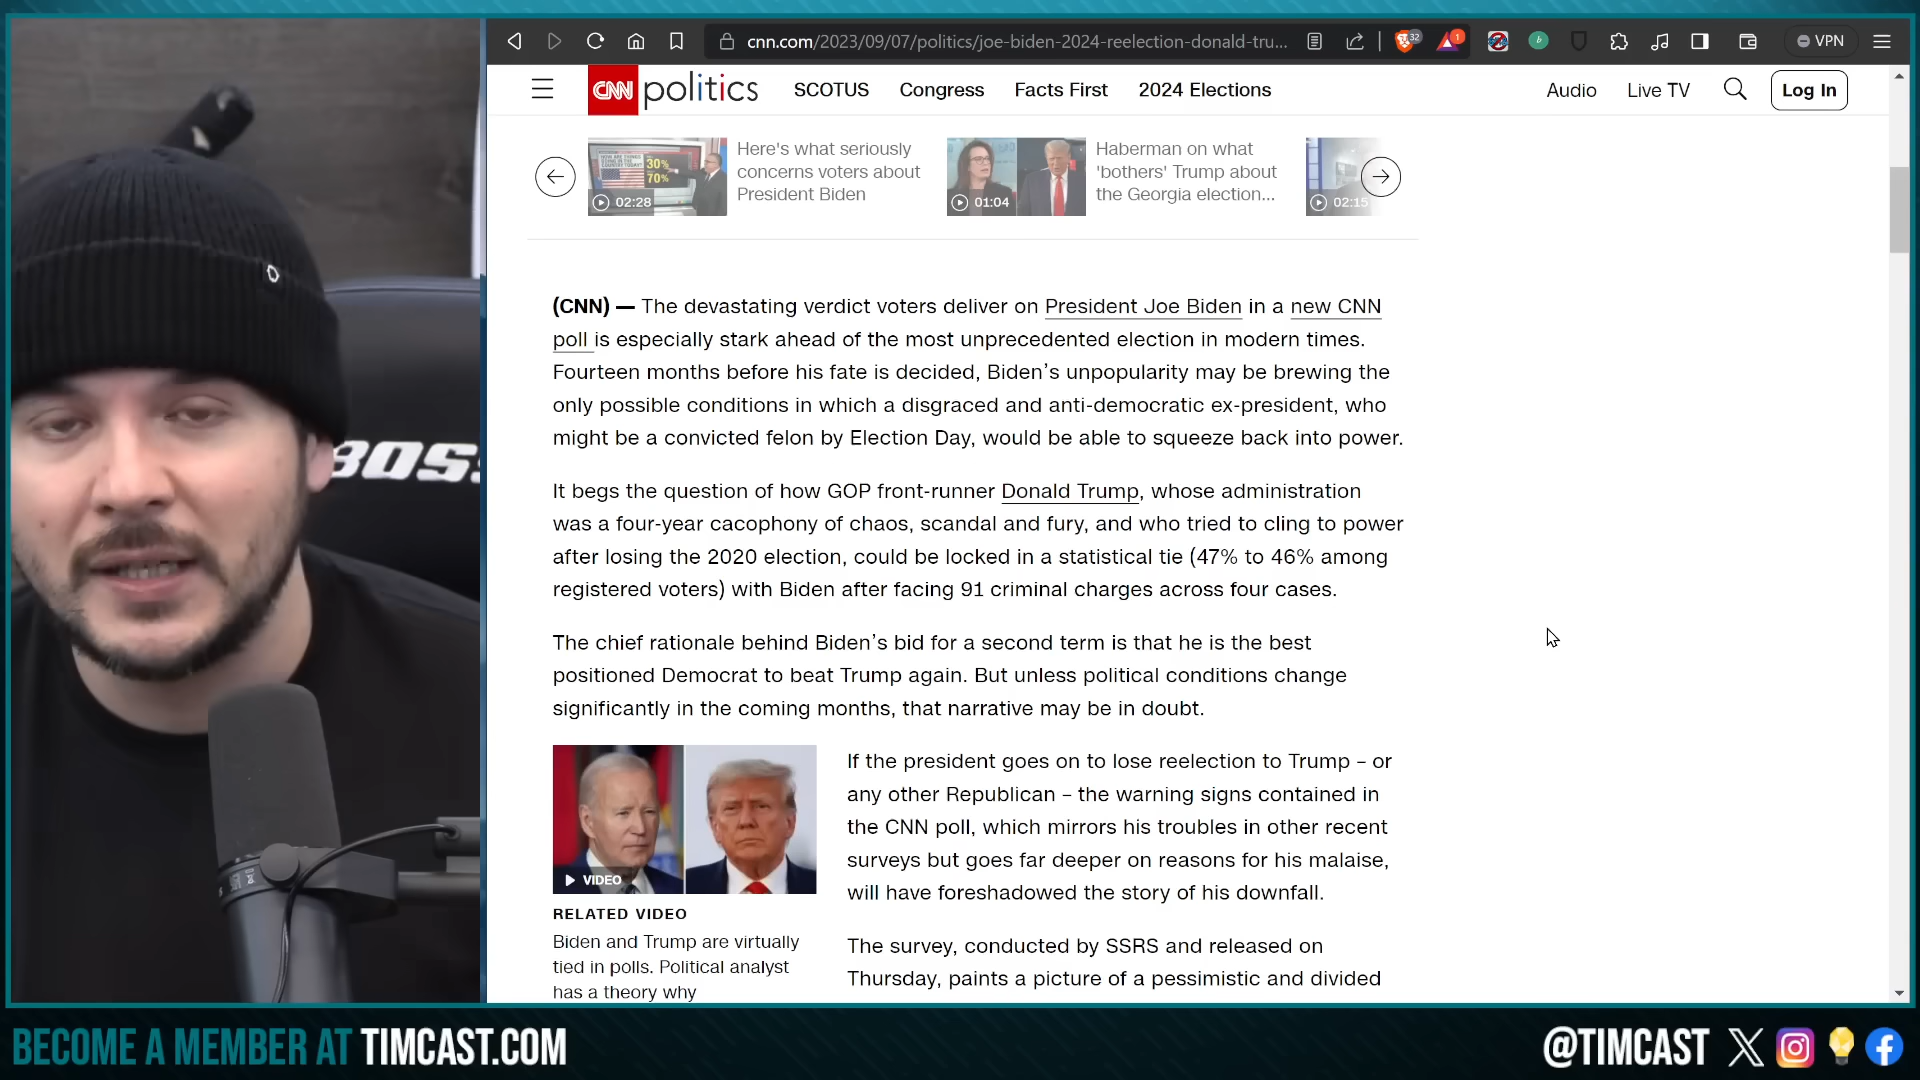 cnn.com/2023/09/07/politics/joe-biden-2024-reelection-donald-tru...
32
1
VPN
CNN politics
SCOTUS
Congress
Facts First
2024 Elections
Audio
Live TV
Log In
30%
70%
02:28
Here's what seriously
concerns voters about
President Biden
01:04
Haberman on what
'bothers' Trump about
the Georgia election...
02:15
(CNN) — The devastating verdict voters deliver on President Joe Biden in a new CNN
poll is especially stark ahead of the most unprecedented election in modern times.
Fourteen months before his fate is decided, Biden's unpopularity may be brewing the
only possible conditions in which a disgraced and anti-democratic ex-president, who
might be a convicted felon by Election Day, would be able to squeeze back into power.
It begs the question of how GOP front-runner Donald Trump, whose administration
was a four-year cacophony of chaos, scandal and fury, and who tried to cling to power
after losing the 2020 election, could be locked in a statistical tie (47% to 46% among
registered voters) with Biden after facing 91 criminal charges across four cases.
The chief rationale behind Biden's bid for a second term is that he is the best
positioned Democrat to beat Trump again. But unless political conditions change
significantly in the coming months, that narrative may be in doubt.
VIDEO
RELATED VIDEO
Biden and Trump are virtually
tied in polls. Political analyst
has a theory why
If the president goes on to lose reelection to Trump – or
any other Republican – the warning signs contained in
the CNN poll, which mirrors his troubles in other recent
surveys but goes far deeper on reasons for his malaise,
will have foreshadowed the story of his downfall.
The survey, conducted by SSRS and released on
Thursday, paints a picture of a pessimistic and divided
BOSS
BECOME A MEMBER AT TIMCAST.COM
@TIMCAST